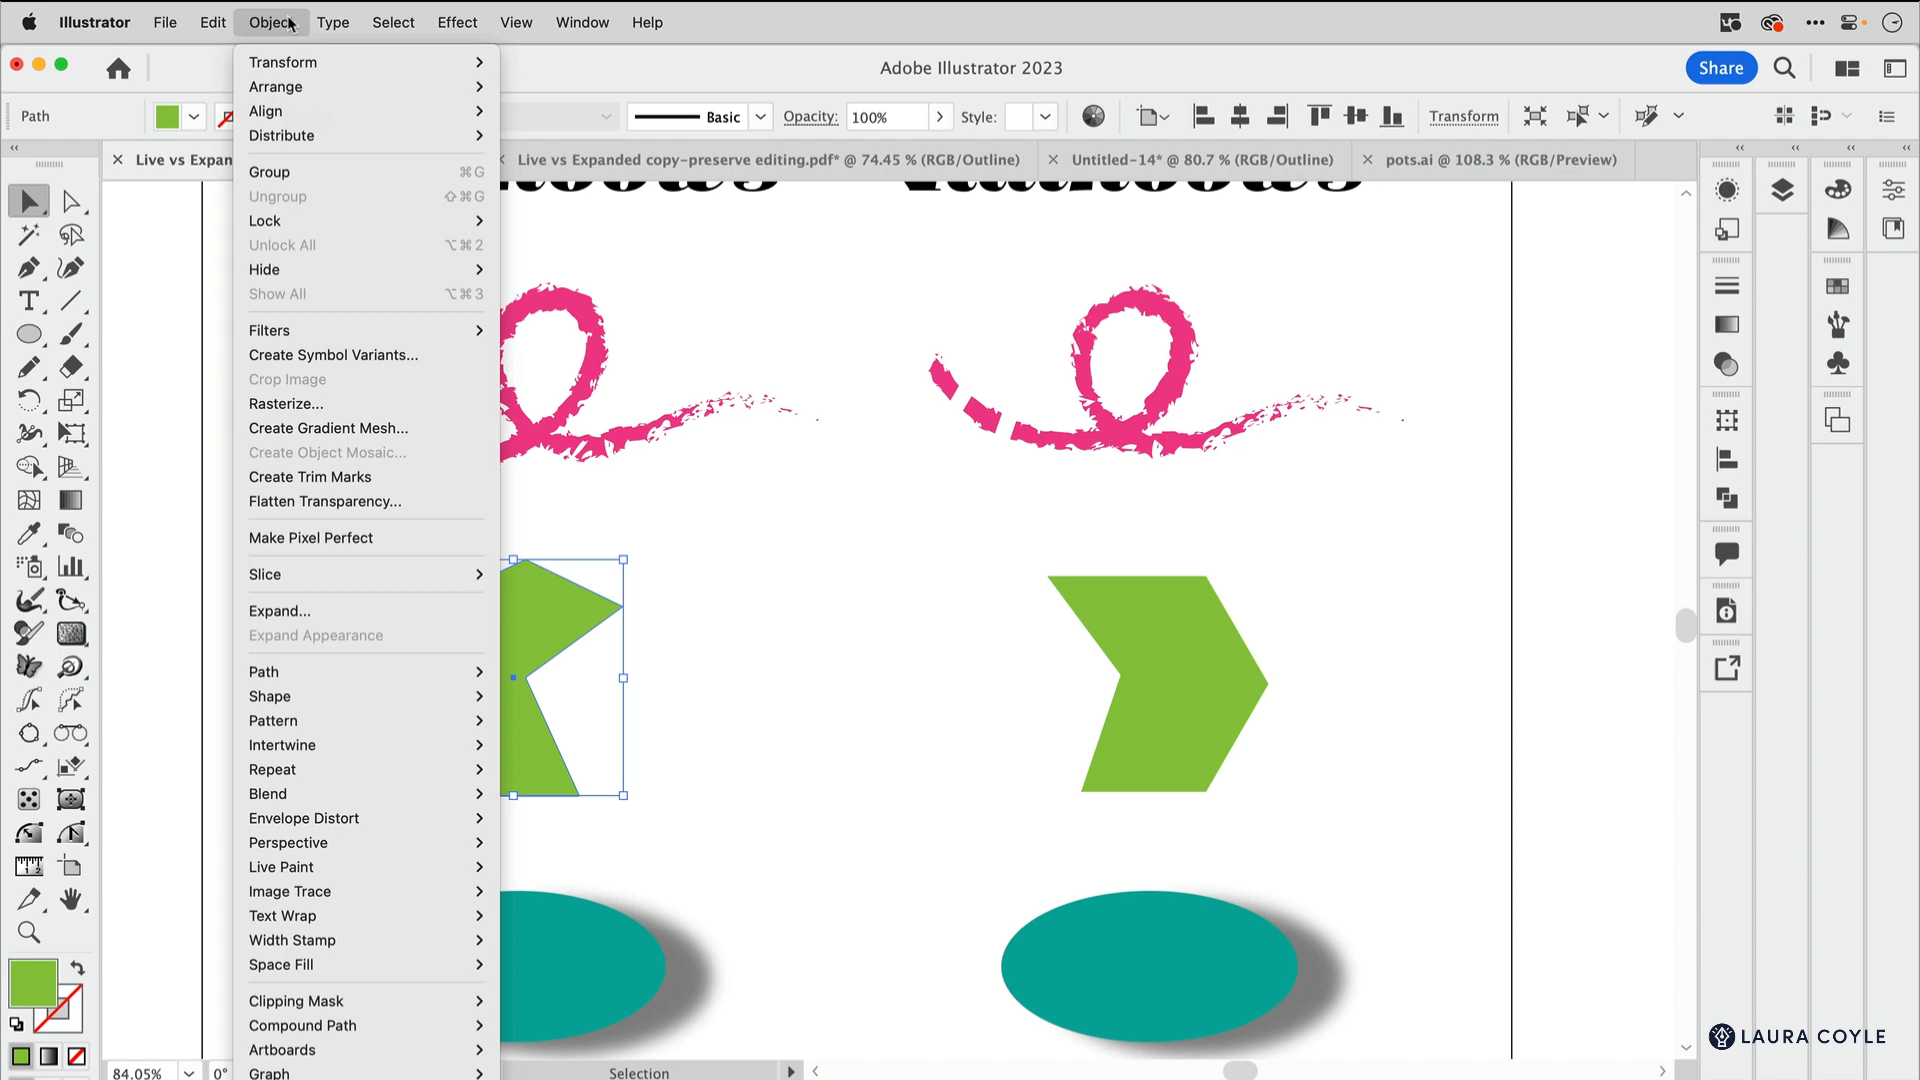 Illustrator File Edit Object Type Select Effect View Window Help
Adobe Illustrator 2023
Share
Path
Basic
Opacity: 100%
Style:
Transform
Live vs Expan
Live vs Expanded copy-preserve editing.pdf* @ 74.45 % (RGB/Outline)
Untitled-14* @ 80.7 % (RGB/Outline)
pots.ai @ 108.3 % (RGB/Preview)
Transform
Arrange
Align
Distribute
Group ⌘G
Ungroup ⇧⌘G
Lock
Unlock All ⌥⌘2
Hide
Show All ⌥⌘3
Filters
Create Symbol Variants...
Crop Image
Rasterize...
Create Gradient Mesh...
Create Object Mosaic...
Create Trim Marks
Flatten Transparency...
Make Pixel Perfect
Slice
Expand...
Expand Appearance
Path
Shape
Pattern
Intertwine
Repeat
Blend
Envelope Distort
Perspective
Live Paint
Image Trace
Text Wrap
Width Stamp
Space Fill
Clipping Mask
Compound Path
Artboards
Graph
84.05%
0°
Selection
LAURA COYLE